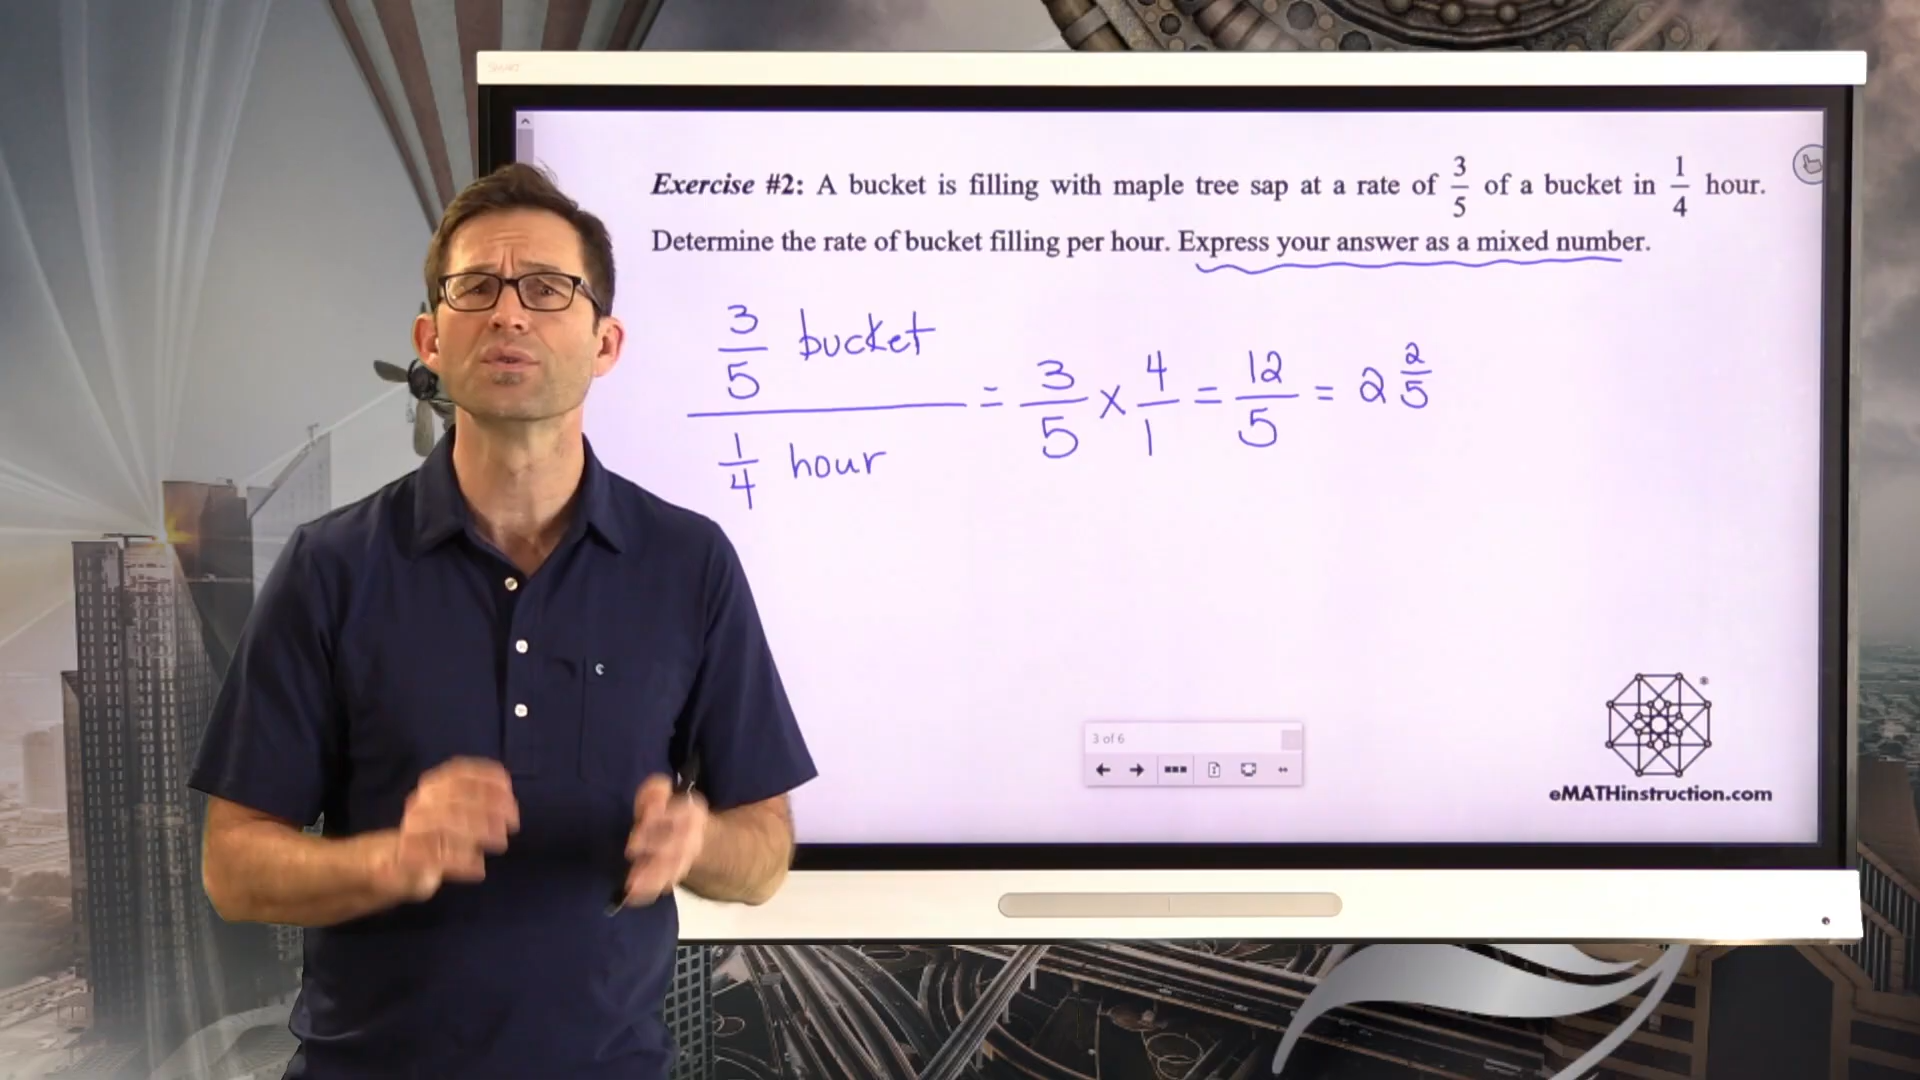 SMART
Exercise #2: A bucket is filling with maple tree sap at a rate of 3/5 of a bucket in 1/4 hour.
Determine the rate of bucket filling per hour. Express your answer as a mixed number.
3/5 bucket / 1/4 hour = 3/5 × 4/1 = 12/5 = 2 2/5
3 of 6
®
eMATHinstruction.com